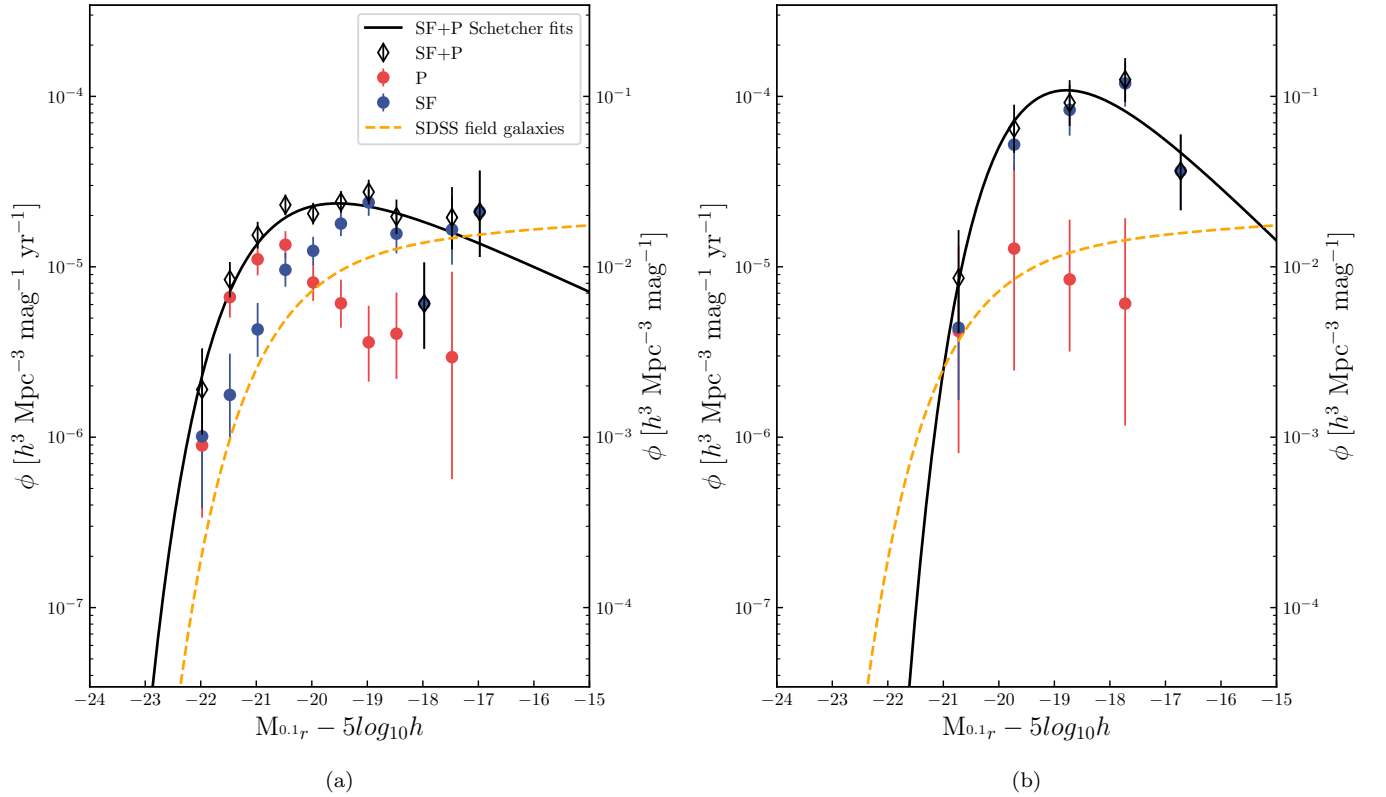 SF+P Schetcher fits
SF+P
P
SF
SDSS field galaxies
10⁻⁴
10⁻⁵
10⁻⁶
10⁻⁷
ϕ [h³ Mpc⁻³ mag⁻¹ yr⁻¹]
10⁻¹
10⁻²
10⁻³
10⁻⁴
ϕ [h³ Mpc⁻³ mag⁻¹]
−24 −23 −22 −21 −20 −19 −18 −17 −16 −15
M₀.₁ᵣ − 5log₁₀h
(a)
10⁻⁴
10⁻⁵
10⁻⁶
10⁻⁷
ϕ [h³ Mpc⁻³ mag⁻¹ yr⁻¹]
10⁻¹
10⁻²
10⁻³
10⁻⁴
ϕ [h³ Mpc⁻³ mag⁻¹]
−24 −23 −22 −21 −20 −19 −18 −17 −16 −15
M₀.₁ᵣ − 5log₁₀h
(b)